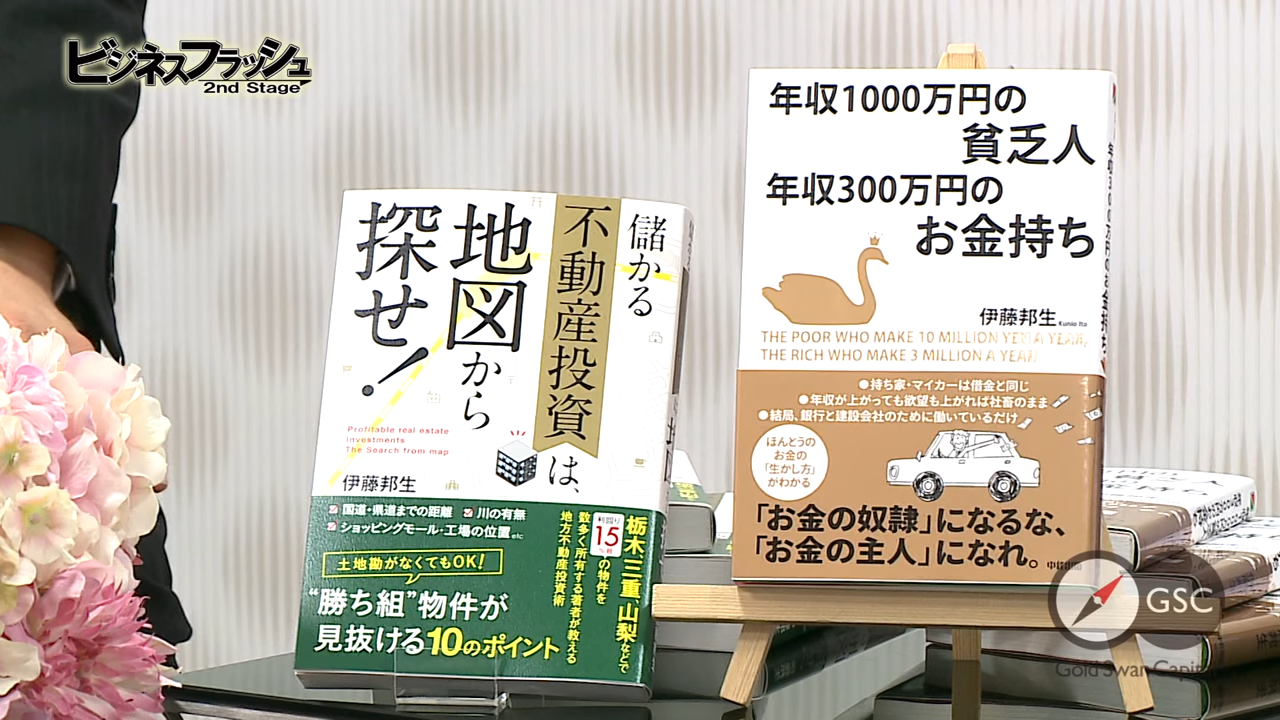 ビジネスフラッシュ
2nd Stage
儲かる
不動産投資は、
地図から
探せ!
Profitable real estate
investments
The Search from map
伊藤邦生
国道・県道までの距離
川の有無
ショッピングモール・工場の位置etc
土地勘がなくてもOK!
"勝ち組"物件が
見抜ける10のポイント
栃木、三重、山梨などで
利回り
15
の物件を
数多く所有する著者が教える
地方不動産投資術
年収1000万円の
貧乏人
年収300万円の
お金持ち
伊藤邦生 Kunio Ito
THE POOR WHO MAKE 10 MILLION YEN A YEAR,
THE RICH WHO MAKE 3 MILLION A YEAR
●持ち家・マイカーは借金と同じ
●年収が上がっても欲望も上がれば社畜のまま
●結局、銀行と建設会社のために働いているだけ
ほんとうの
お金の
「生かし方」
がわかる
「お金の奴隷」になるな、
「お金の主人」になれ。
GSC
Gold Swan Capital